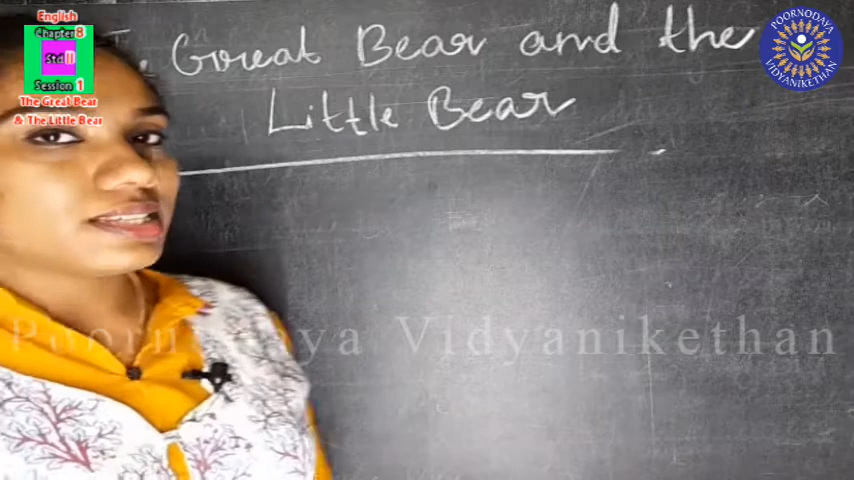 English
Chapter 8
Std II
Session 1
The Great Bear
& The Little Bear
Great Bear and the
Little Bear
POORNODAYA
VIDYANIKETHAN
Poornodaya Vidyanikethan